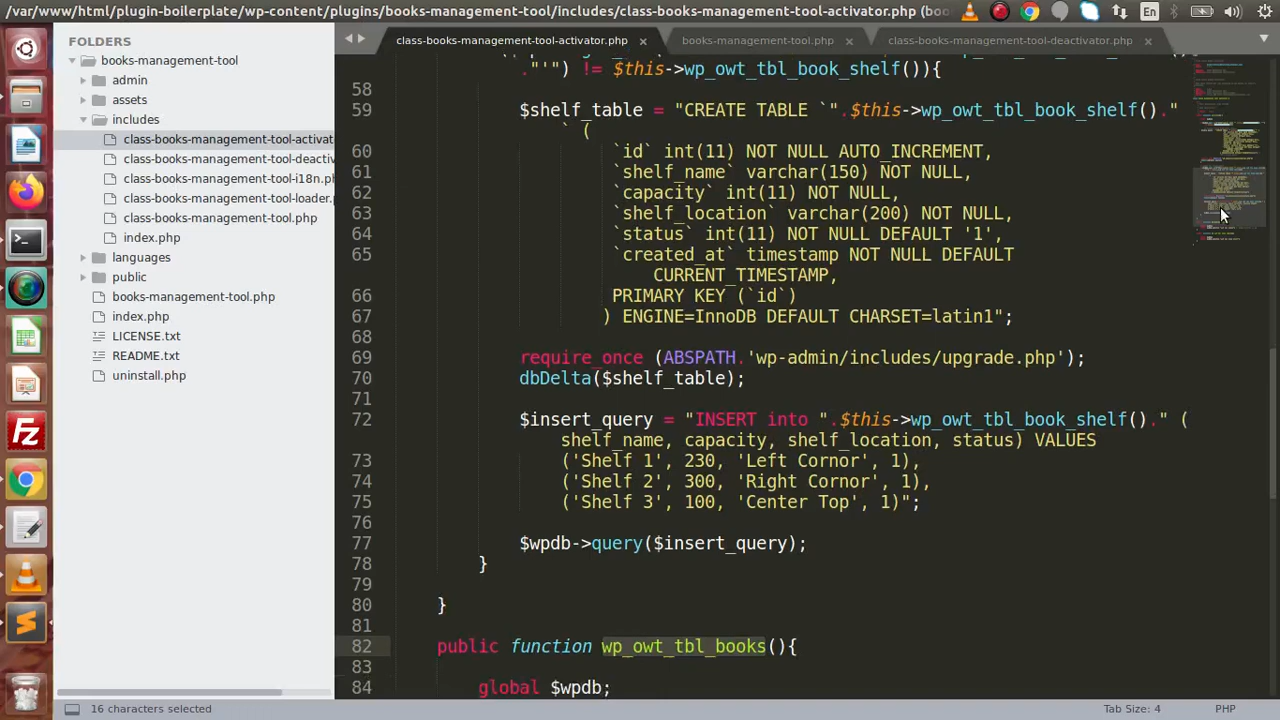 /var/www/html/plugin-boilerplate/wp-content/plugins/books-management-tool/includes/class-books-management-tool-activator.php (boo
En
FOLDERS
books-management-tool
admin
assets
includes
class-books-management-tool-activat
class-books-management-tool-deactiv
class-books-management-tool-i18n.ph
class-books-management-tool-loader.
class-books-management-tool.php
index.php
languages
public
books-management-tool.php
index.php
LICENSE.txt
README.txt
uninstall.php
class-books-management-tool-activator.php
books-management-tool.php
class-books-management-tool-deactivator.php
."'") != $this->wp_owt_tbl_book_shelf()){
58
59 $shelf_table = "CREATE TABLE `".$this->wp_owt_tbl_book_shelf()."
` (
60 `id` int(11) NOT NULL AUTO_INCREMENT,
61 `shelf_name` varchar(150) NOT NULL,
62 `capacity` int(11) NOT NULL,
63 `shelf_location` varchar(200) NOT NULL,
64 `status` int(11) NOT NULL DEFAULT '1',
65 `created_at` timestamp NOT NULL DEFAULT
CURRENT_TIMESTAMP,
66 PRIMARY KEY (`id`)
67 ) ENGINE=InnoDB DEFAULT CHARSET=latin1";
68
69 require_once (ABSPATH.'wp-admin/includes/upgrade.php');
70 dbDelta($shelf_table);
71
72 $insert_query = "INSERT into ".$this->wp_owt_tbl_book_shelf()." (
shelf_name, capacity, shelf_location, status) VALUES
73 ('Shelf 1', 230, 'Left Cornor', 1),
74 ('Shelf 2', 300, 'Right Cornor', 1),
75 ('Shelf 3', 100, 'Center Top', 1)";
76
77 $wpdb->query($insert_query);
78 }
79
80 }
81
82 public function wp_owt_tbl_books(){
83
84 global $wpdb;
16 characters selected
Tab Size: 4
PHP